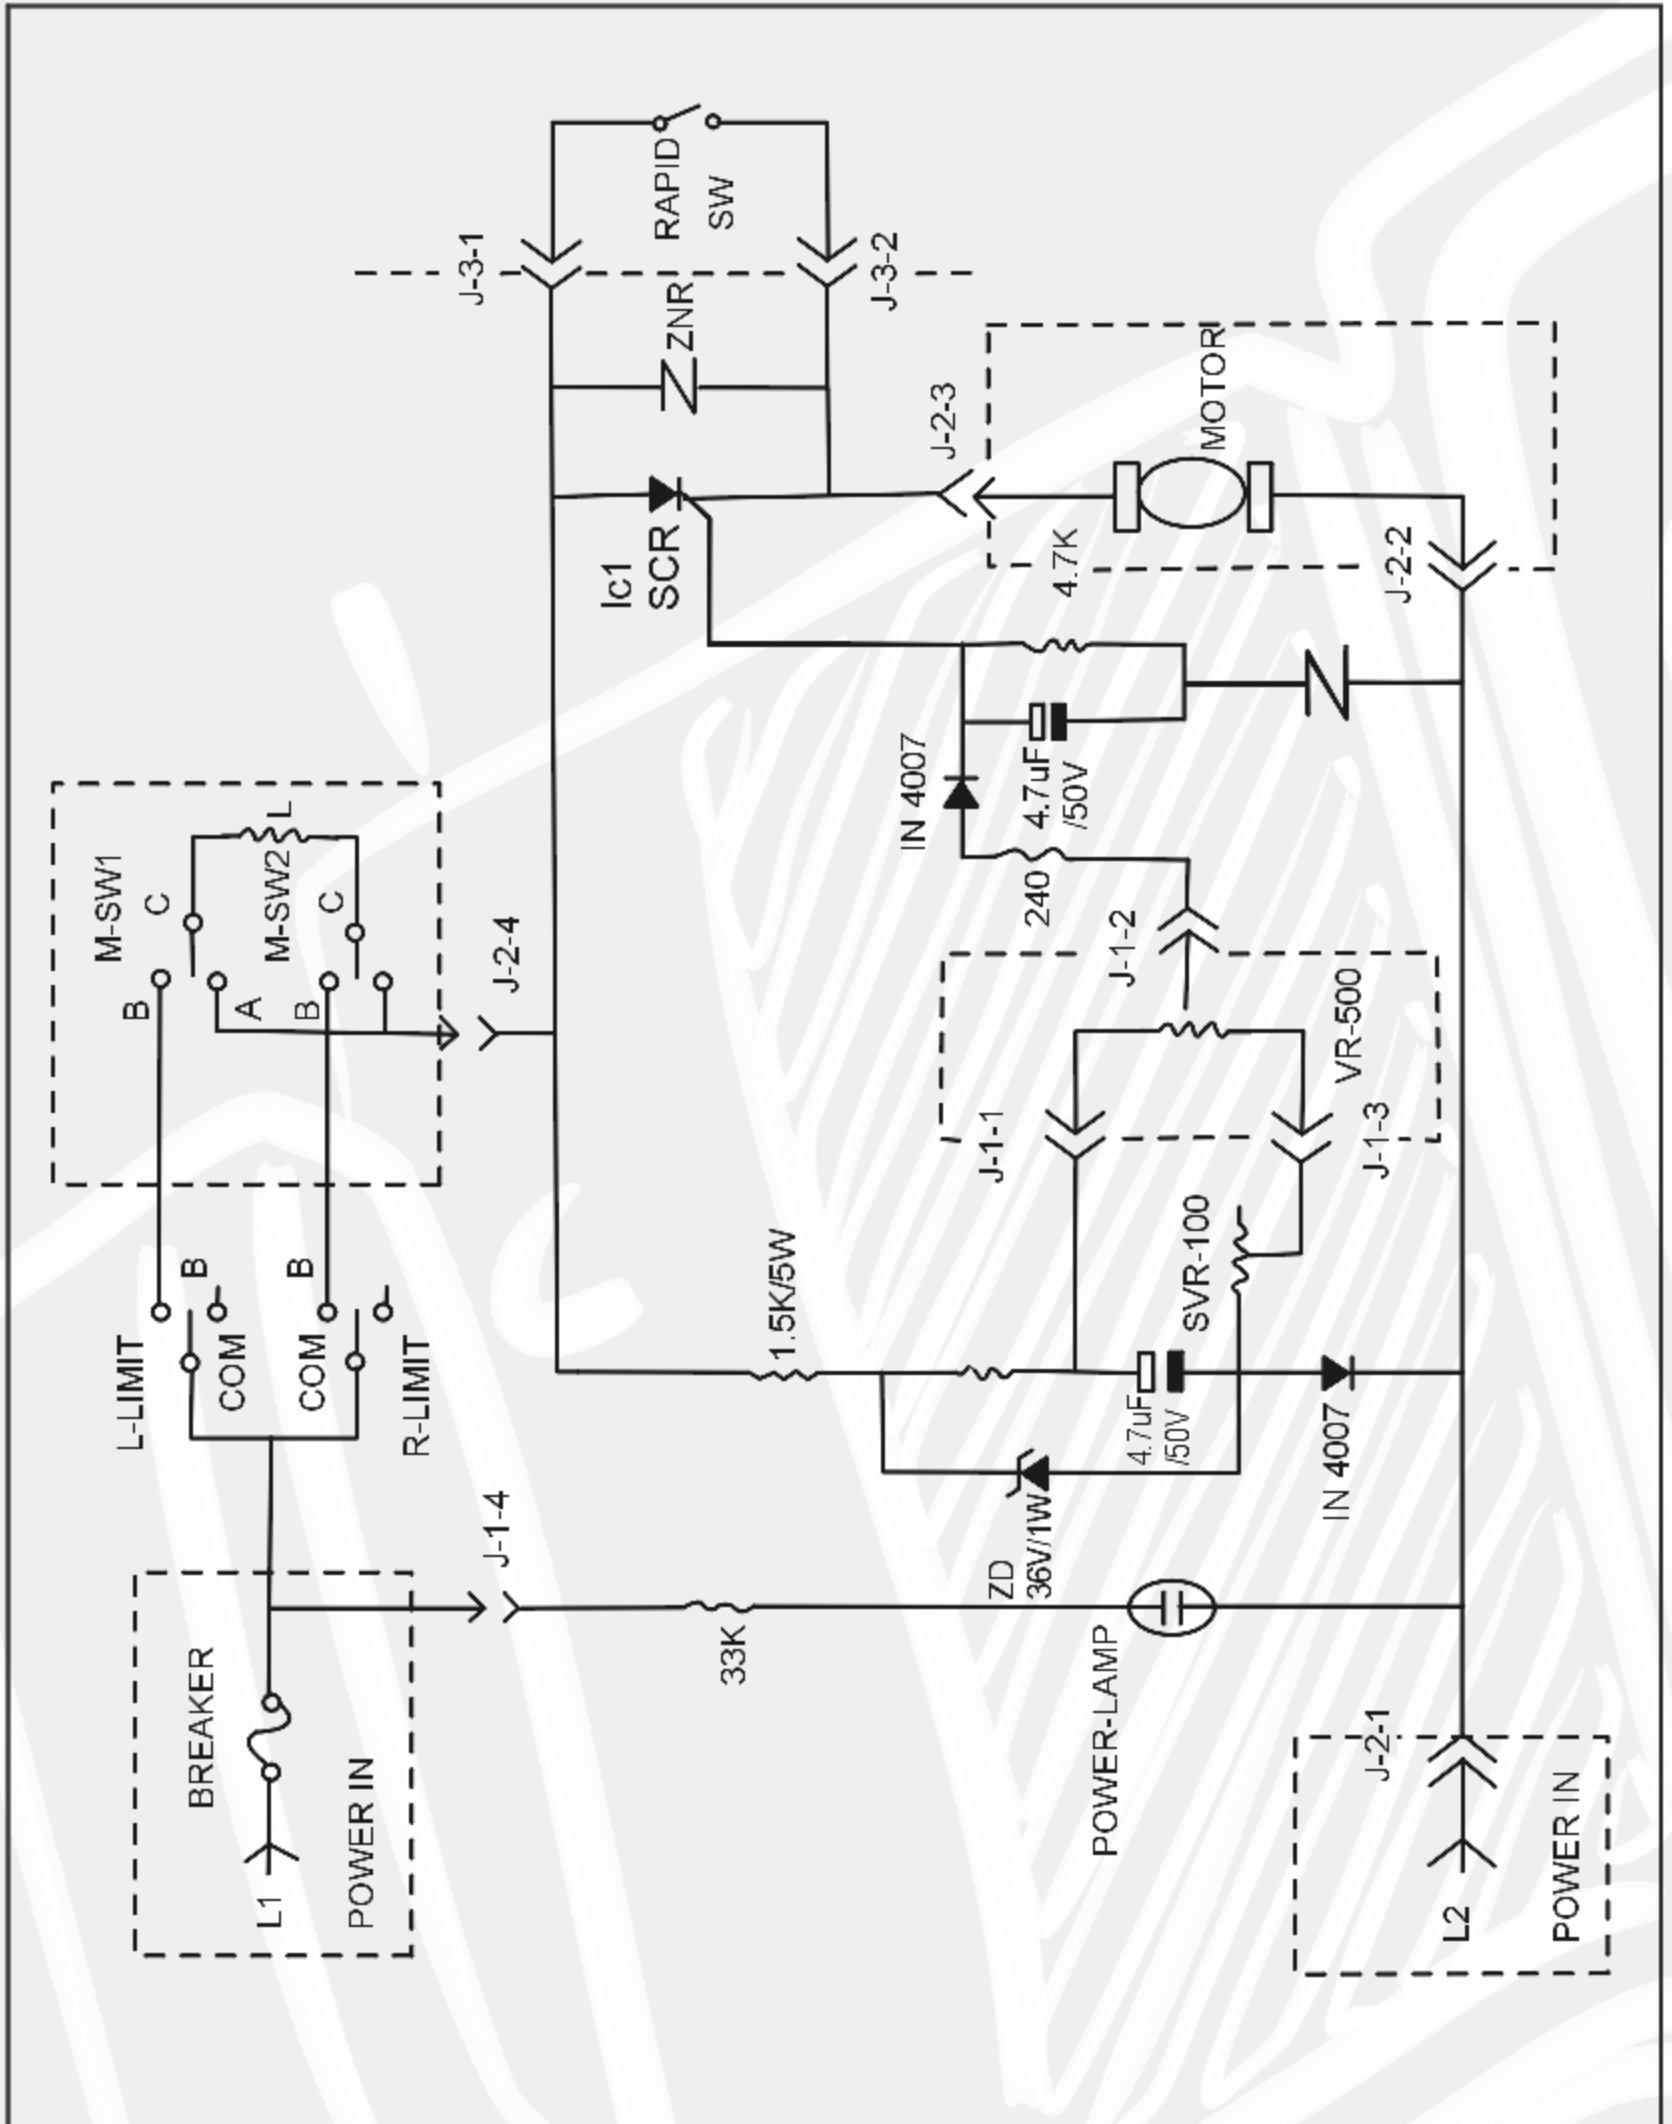 L1
BREAKER
POWER IN
L-LIMIT
COM
B
COM
B
R-LIMIT
B
A
B
C
M-SW1
M-SW2
C
L
J-1-4
J-2-4
J-3-1
RAPID
SW
ZNR
J-3-2
Ic1
SCR
33K
1.5K/5W
ZD
36V/1W
4.7uF
/50V
IN 4007
SVR-100
J-1-1
J-1-2
J-1-3
VR-500
240
IN 4007
4.7uF
/50V
4.7K
J-2-3
MOTOR
J-2-2
POWER-LAMP
J-2-1
L2
POWER IN